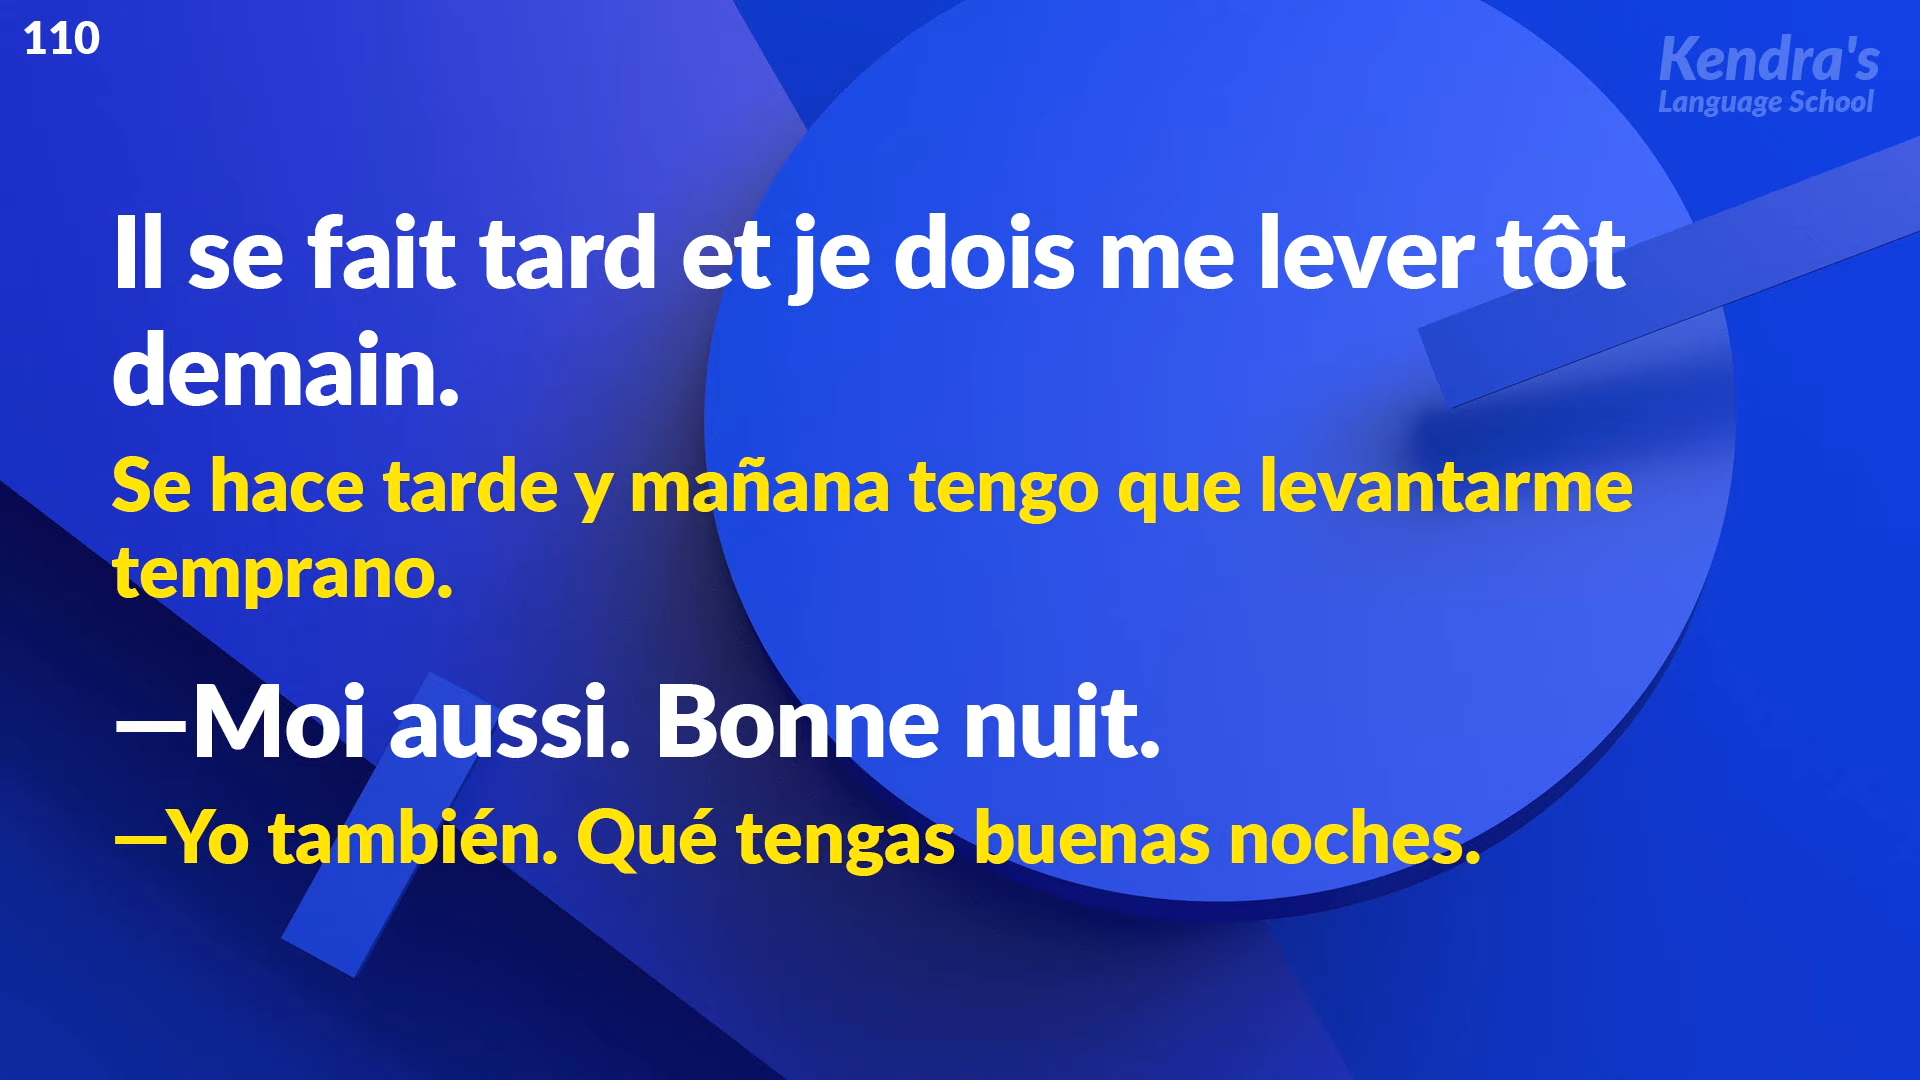 110
Kendra's
Language School
Il se fait tard et je dois me lever tôt
demain.
Se hace tarde y mañana tengo que levantarme
temprano.
—Moi aussi. Bonne nuit.
—Yo también. Qué tengas buenas noches.